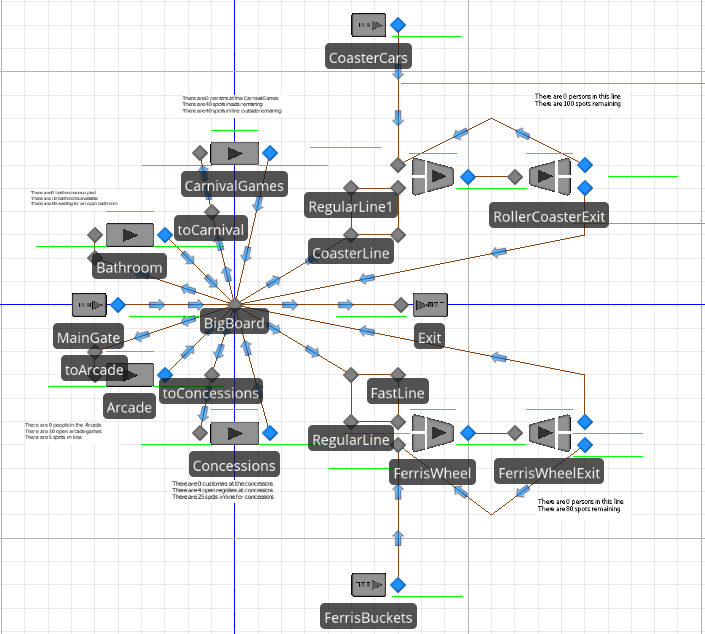 CoasterCars
There are 0 persons at the CarnivalGames
There are 40 spots inside remaining
There are 40 spots in line outside remaining
There are 0 persons in this line
There are 100 spots remaining
CarnivalGames
RegularLine1
RollerCoasterExit
toCarnival
CoasterLine
Bathroom
BigBoard
MainGate
Exit
toArcade
Arcade
toConcessions
FastLine
RegularLine
There are 0 people in the Arcade
There are 30 open arcade games
There are 5 spots in line
Concessions
FerrisWheel
FerrisWheelExit
There are 0 customers at the concessions
There are 4 open registers at concessions
There are 25 spots in line for concessions
There are 0 persons in this line
There are 80 spots remaining
FerrisBuckets